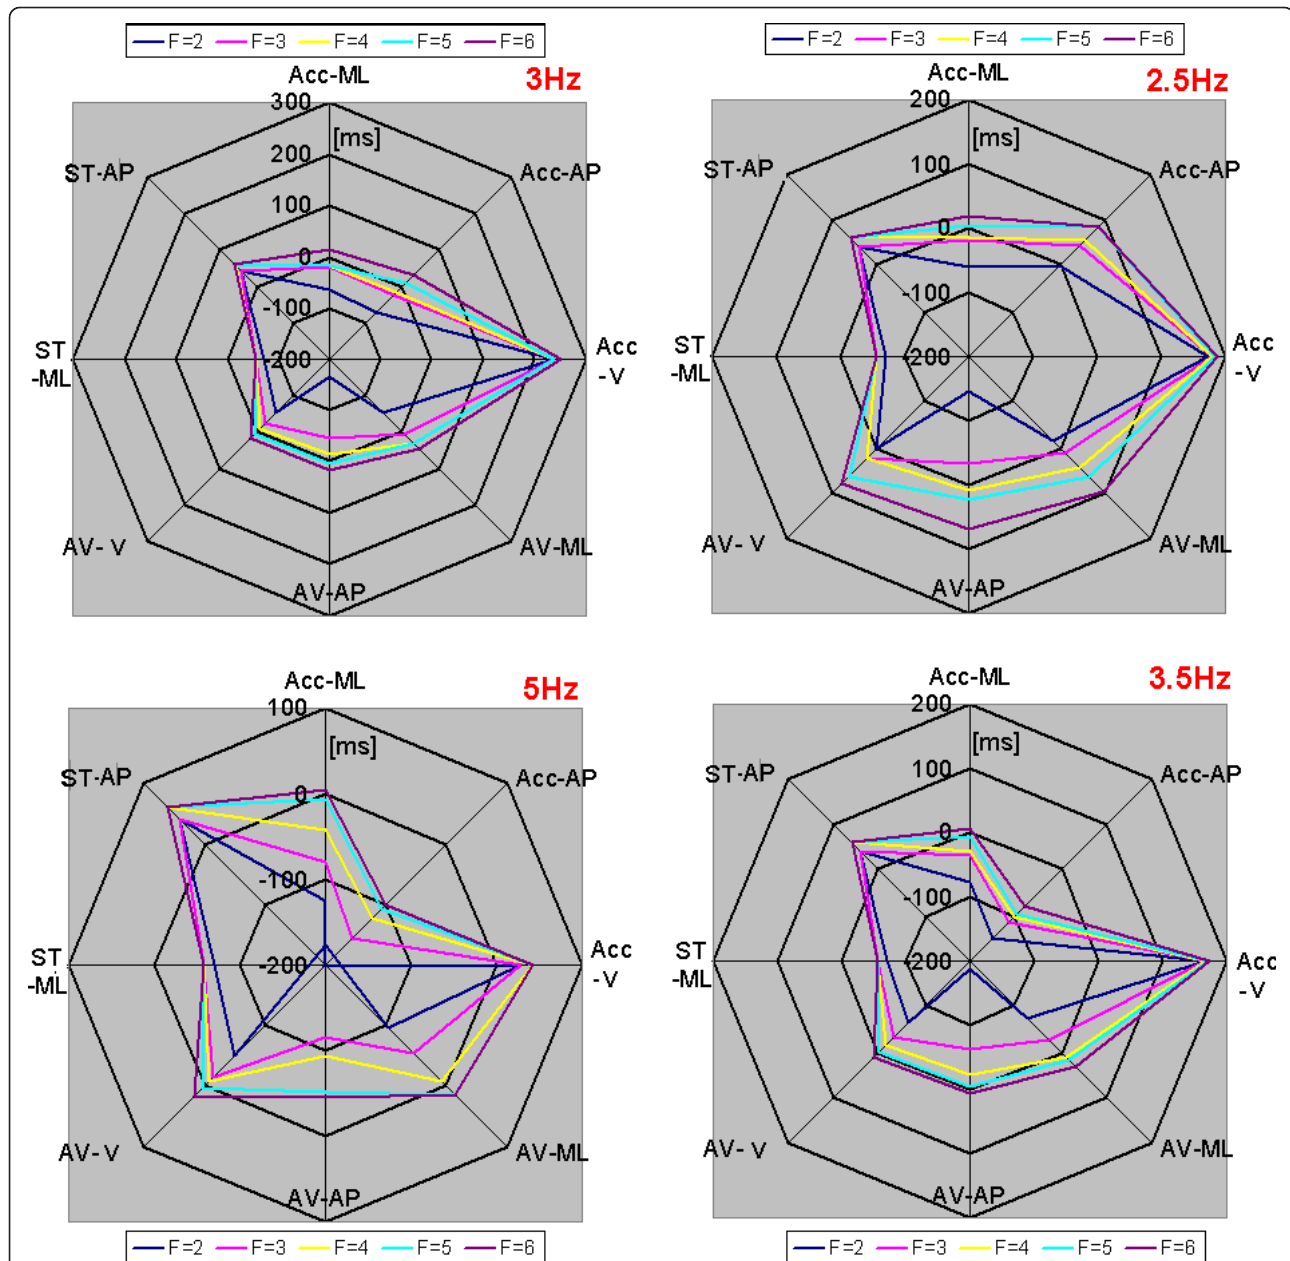 F=2 F=3 F=4 F=5 F=6
3Hz
Acc-ML
300
[ms]
200
100
0
-100
-200
Acc-AP
Acc
-V
AV-ML
AV-AP
AV- V
ST
-ML
ST-AP
F=2 F=3 F=4 F=5 F=6
2.5Hz
Acc-ML
200
[ms]
100
0
-100
-200
Acc-AP
Acc
-V
AV-ML
AV-AP
AV- V
ST
-ML
ST-AP
5Hz
Acc-ML
100
[ms]
0
-100
-200
Acc-AP
Acc
-V
AV-ML
AV-AP
AV- V
ST
-ML
ST-AP
F=2 F=3 F=4 F=5 F=6
3.5Hz
Acc-ML
200
[ms]
100
0
-100
-200
Acc-AP
Acc
-V
AV-ML
AV-AP
AV- V
ST
-ML
ST-AP
F=2 F=3 F=4 F=5 F=6